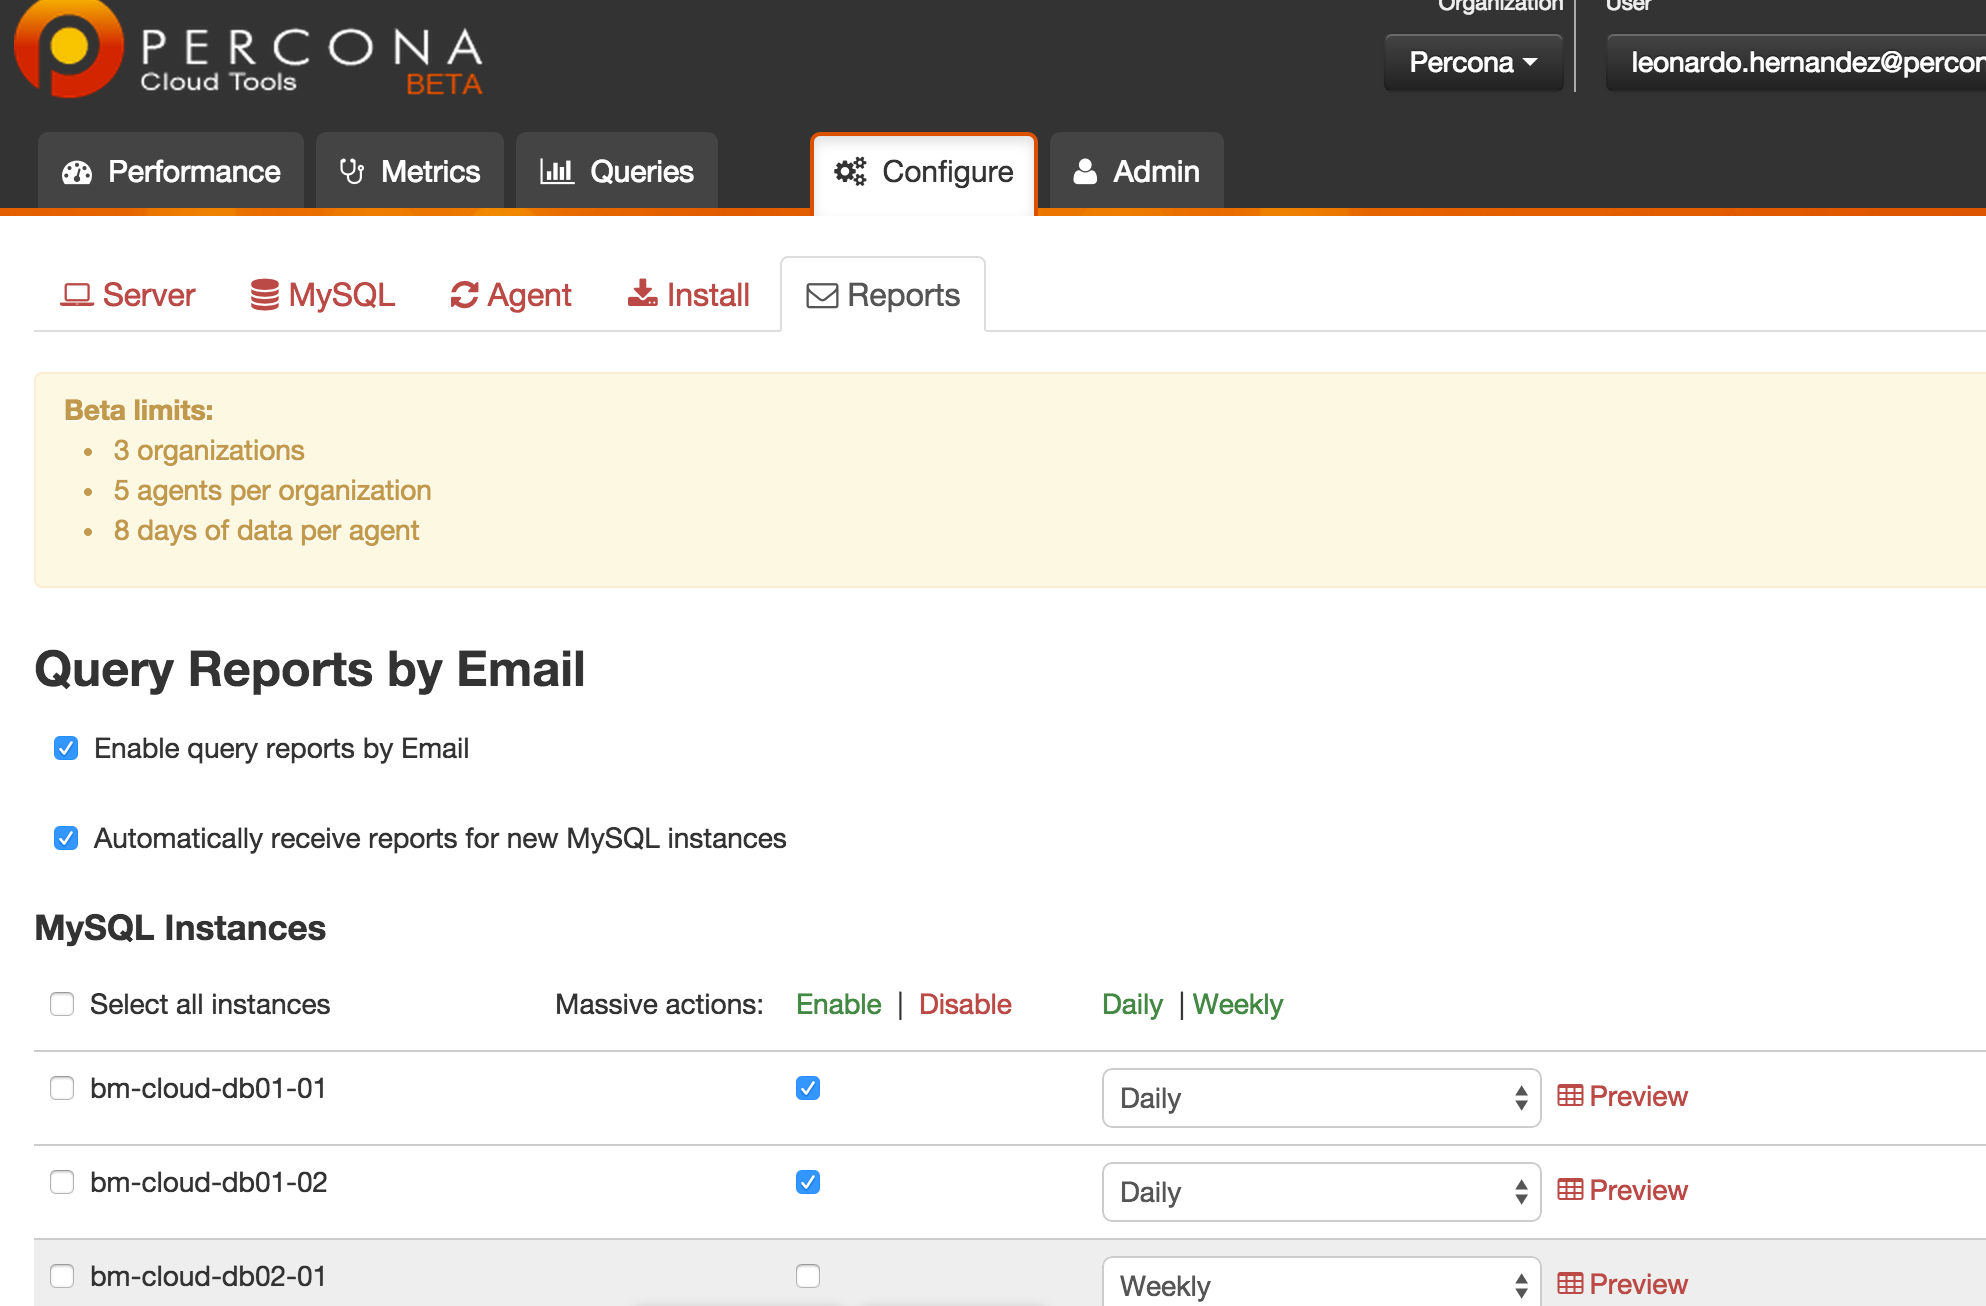 Organization User
PERCONA
Cloud Tools BETA
Percona leonardo.hernandez@percon
Performance Metrics Queries Configure Admin
Server MySQL Agent Install Reports
Beta limits:
• 3 organizations
• 5 agents per organization
• 8 days of data per agent
Query Reports by Email
Enable query reports by Email
Automatically receive reports for new MySQL instances
MySQL Instances
Select all instances Massive actions: Enable | Disable Daily | Weekly
bm-cloud-db01-01 Daily Preview
bm-cloud-db01-02 Daily Preview
bm-cloud-db02-01 Weekly Preview